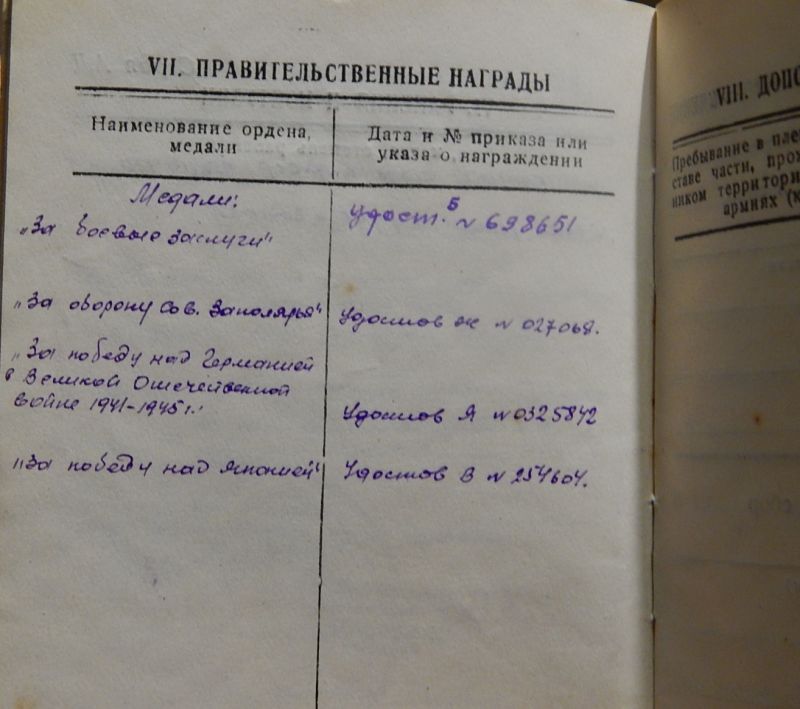 VII. ПРАВИТЕЛЬСТВЕННЫЕ НАГРАДЫ
Наименование ордена,
медали
Дата и № приказа или
указа о награждении
Медали:
„За боевые заслуги"
Удост. Б № 698651
„За оборону Сов. Заполярья"
Удостов Ж № 027068.
„За победу над Германией
в Великой Отечественной
войне 1941-1945 г."
Удостов Я № 0325842
„За победу над Японией"
Удостов В № 254604.
VIII. ДОПО
(Пребывание в пле
ставе части, прох
ником территори
армиях (к